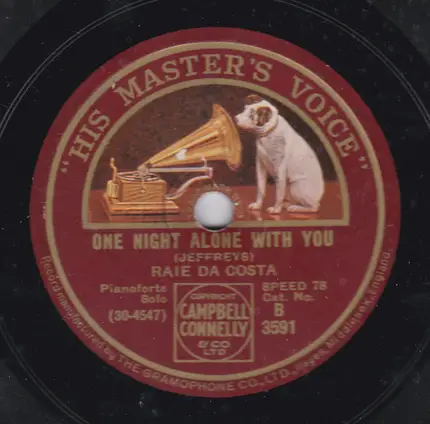 "HIS MASTER'S VOICE"
ONE NIGHT ALONE WITH YOU
(JEFFREYS)
RAIE DA COSTA
Pianoforte
Solo
(30-4547)
COPYRIGHT
CAMPBELL
CONNELLY
& CO
LTD
SPEED 78
Cat. No.
B
3591
Record manufactured by THE GRAMOPHONE CO., LTD., Hayes, Middlesex, England.